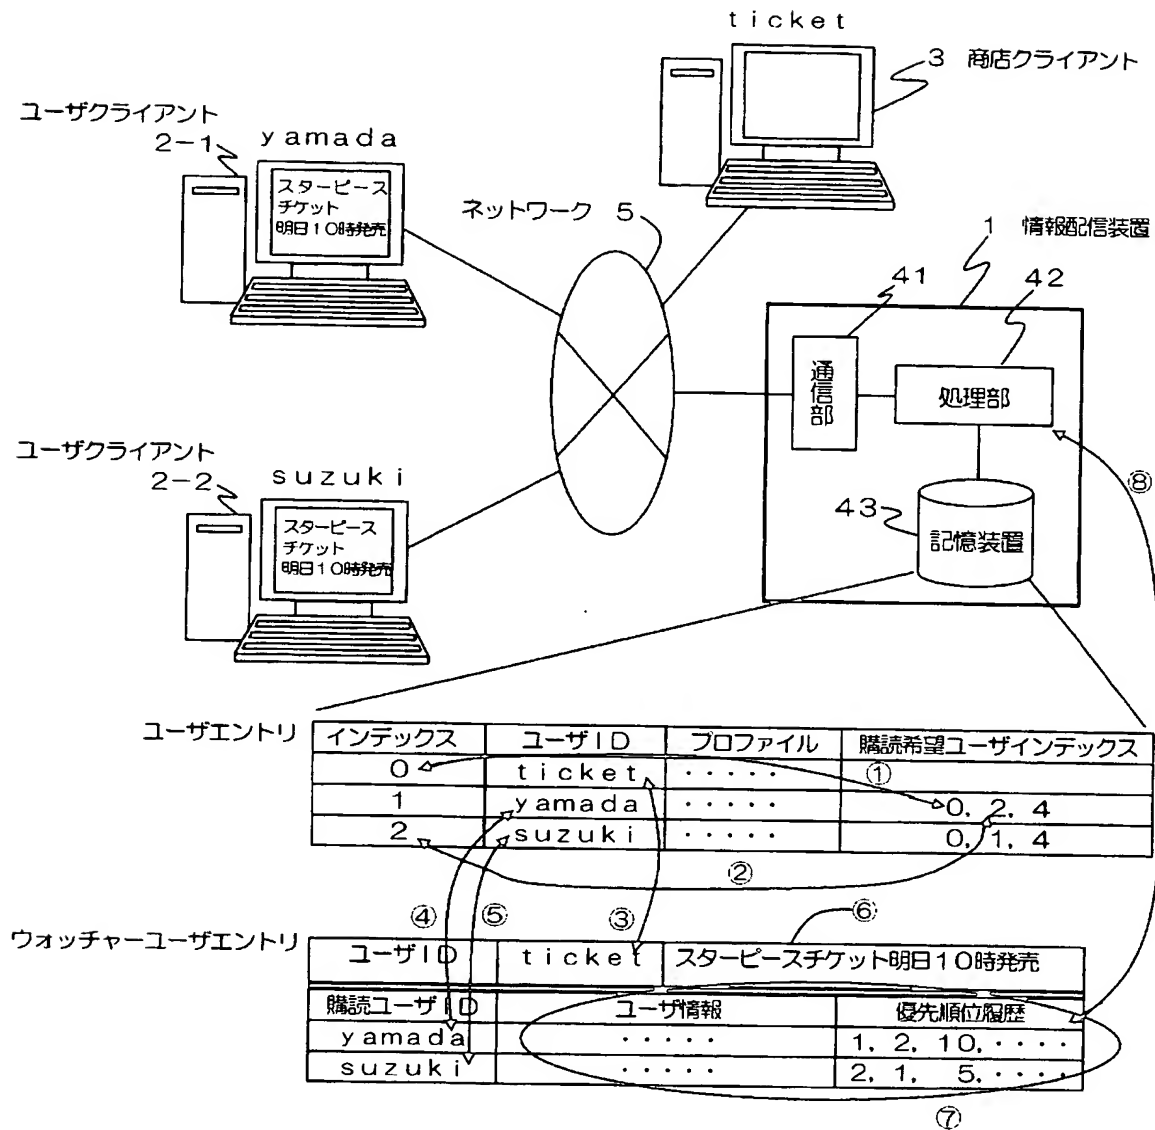 ticket
3 商店クライアント
ユーザクライアント
2-1
yamada
スターピース
チケット
明日10時発売
ネットワーク 5
1 情報配信装置
41
42
通信部
処理部
⑧
ユーザクライアント
2-2
suzuki
スターピース
チケット
明日10時発売
43
記憶装置
ユーザエントリ
インデックス ユーザID プロファイル 購読希望ユーザインデックス
0 ticket ・・・・・ ①
1 yamada ・・・・・ 0, 2, 4
2 suzuki ・・・・・ 0, 1, 4
②
④ ⑤ ③ ⑥
ウォッチャーユーザエントリ
ユーザID ticket スターピースチケット明日10時発売
購読ユーザID ユーザ情報 優先順位履歴
yamada ・・・・・ 1, 2, 10, ・・・・
suzuki ・・・・・ 2, 1, 5, ・・・・
⑦